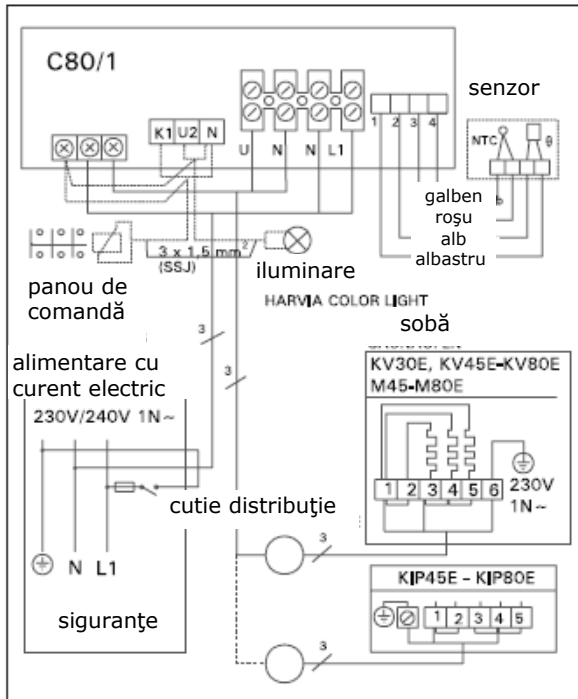 C80/1
senzor
K1 U2 N
U N N L1
1 2 3 4
NTC
θ
galben
roşu
alb
albastru
3 x 1,5 mm²
(SSJ)
iluminare
panou de
comandă
HARVIA COLOR LIGHT
sobă
3
3
alimentare cu
curent electric
230V/240V 1N~
KV30E, KV45E-KV80E
M45-M80E
1 2 3 4 5 6
230V
1N~
cutie distribuţie
3
N L1
siguranţe
KIP45E - KIP80E
1 2 3 4 5
3